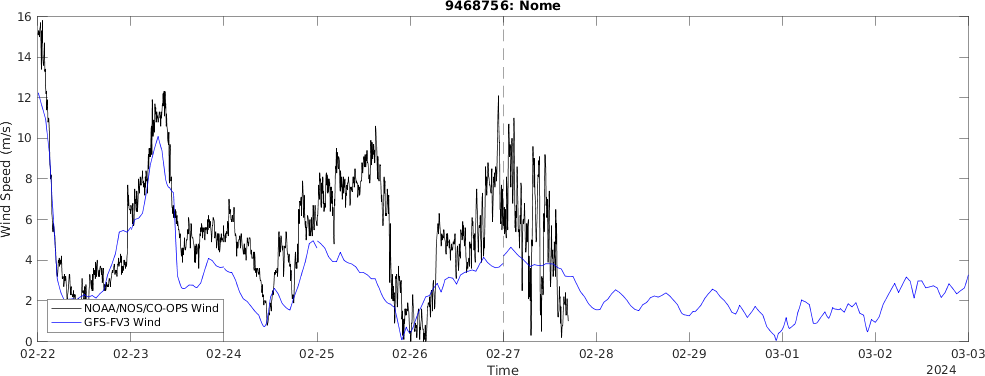 9468756: Nome
16
14
12
10
8
6
4
2
0
Wind Speed (m/s)
NOAA/NOS/CO-OPS Wind
GFS-FV3 Wind
02-22 02-23 02-24 02-25 02-26 02-27 02-28 02-29 03-01 03-02 03-03
Time
2024